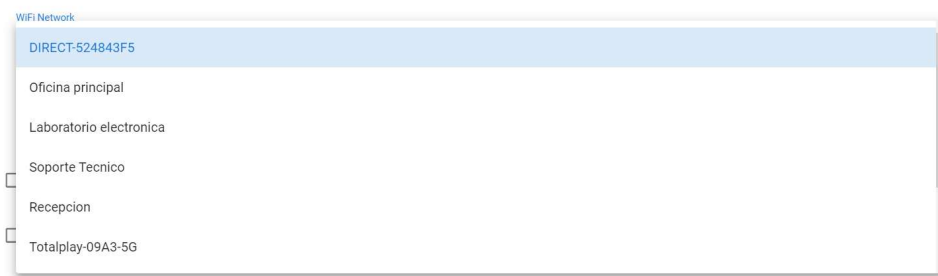 WiFi Network
DIRECT-524843F5
Oficina principal
Laboratorio electronica
Soporte Tecnico
Recepcion
Totalplay-09A3-5G